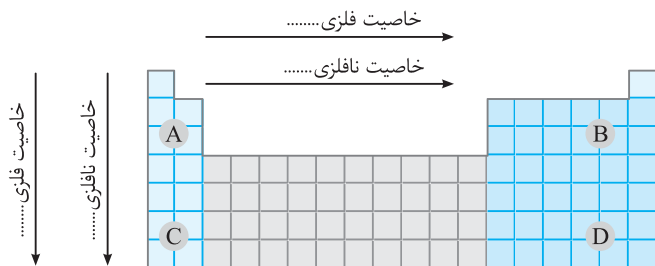 خاصیت فلزی........
خاصیت نافلزی.......
خاصیت فلزی........
خاصیت نافلزی.......
A
B
C
D